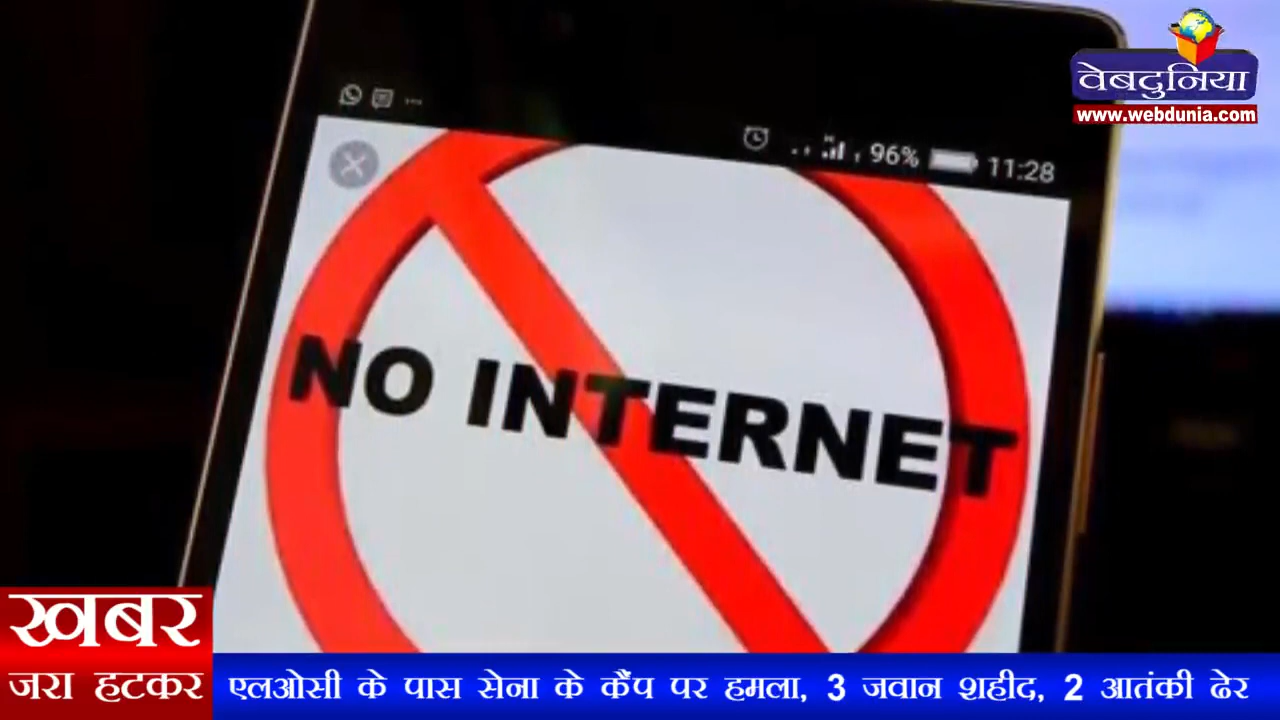 वेबदुनिया
www.webdunia.com
96% 11:28
NO INTERNET
खबर
जरा हटकर
एलओसी के पास सेना के कैंप पर हमला, 3 जवान शहीद, 2 आतंकी ढेर